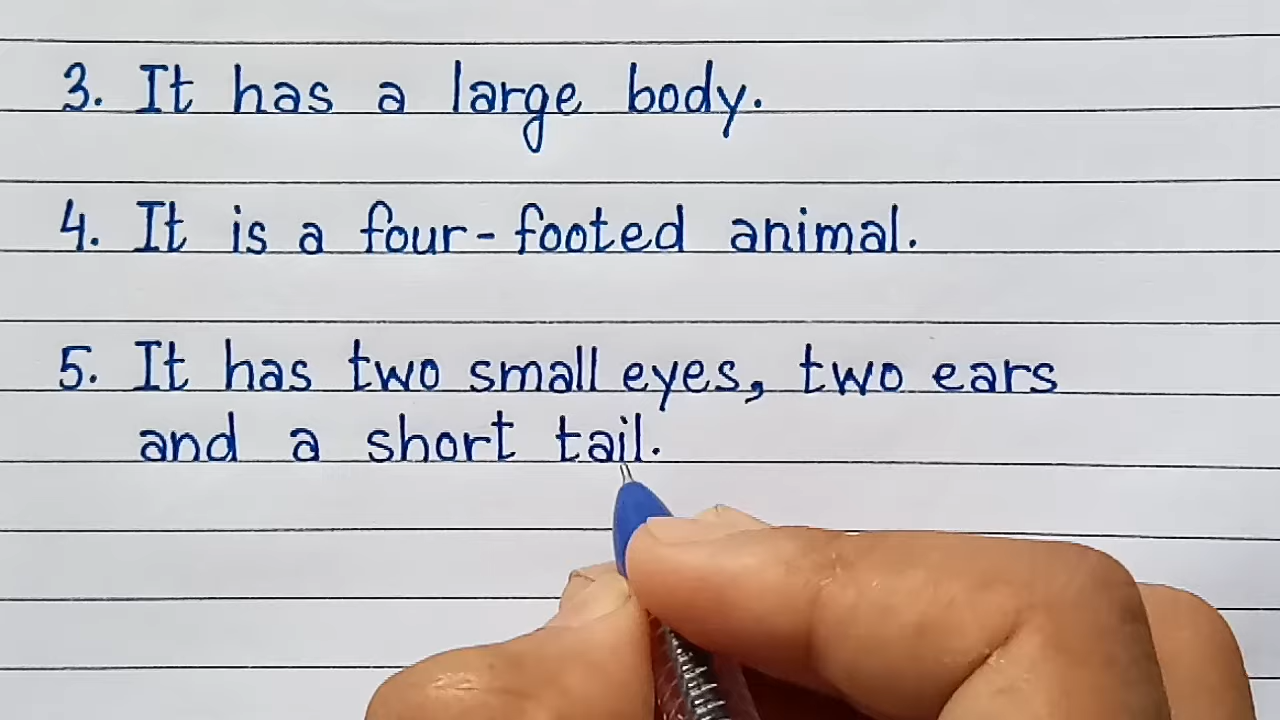 3. It has a large body.
4. It is a four-footed animal.
5. It has two small eyes, two ears
and a short tail.